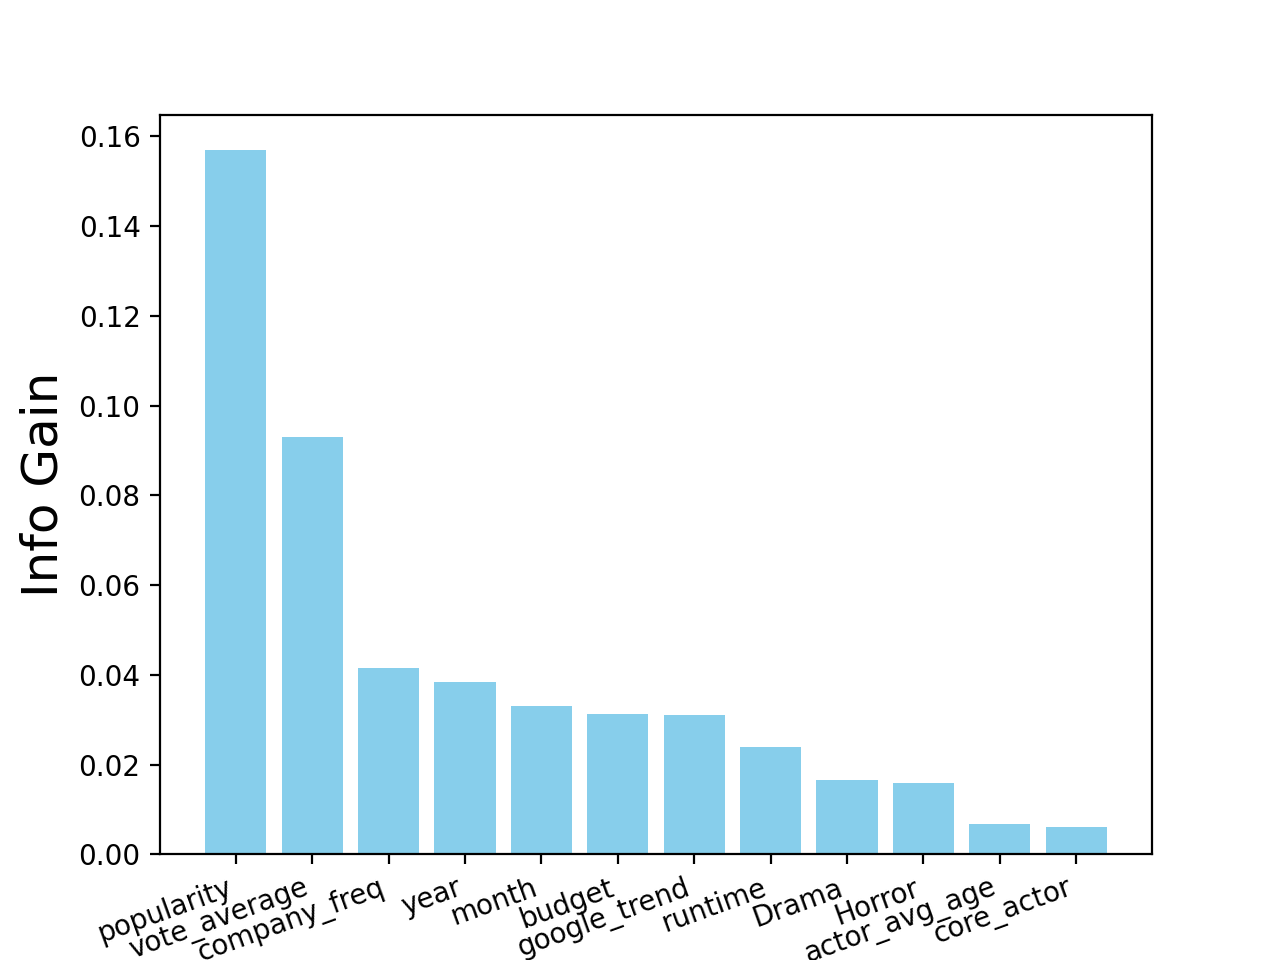 Info Gain
0.16
0.14
0.12
0.10
0.08
0.06
0.04
0.02
0.00
popularity
vote_average
company_freq
year
month
budget
google_trend
runtime
Drama
Horror
actor_avg_age
core_actor